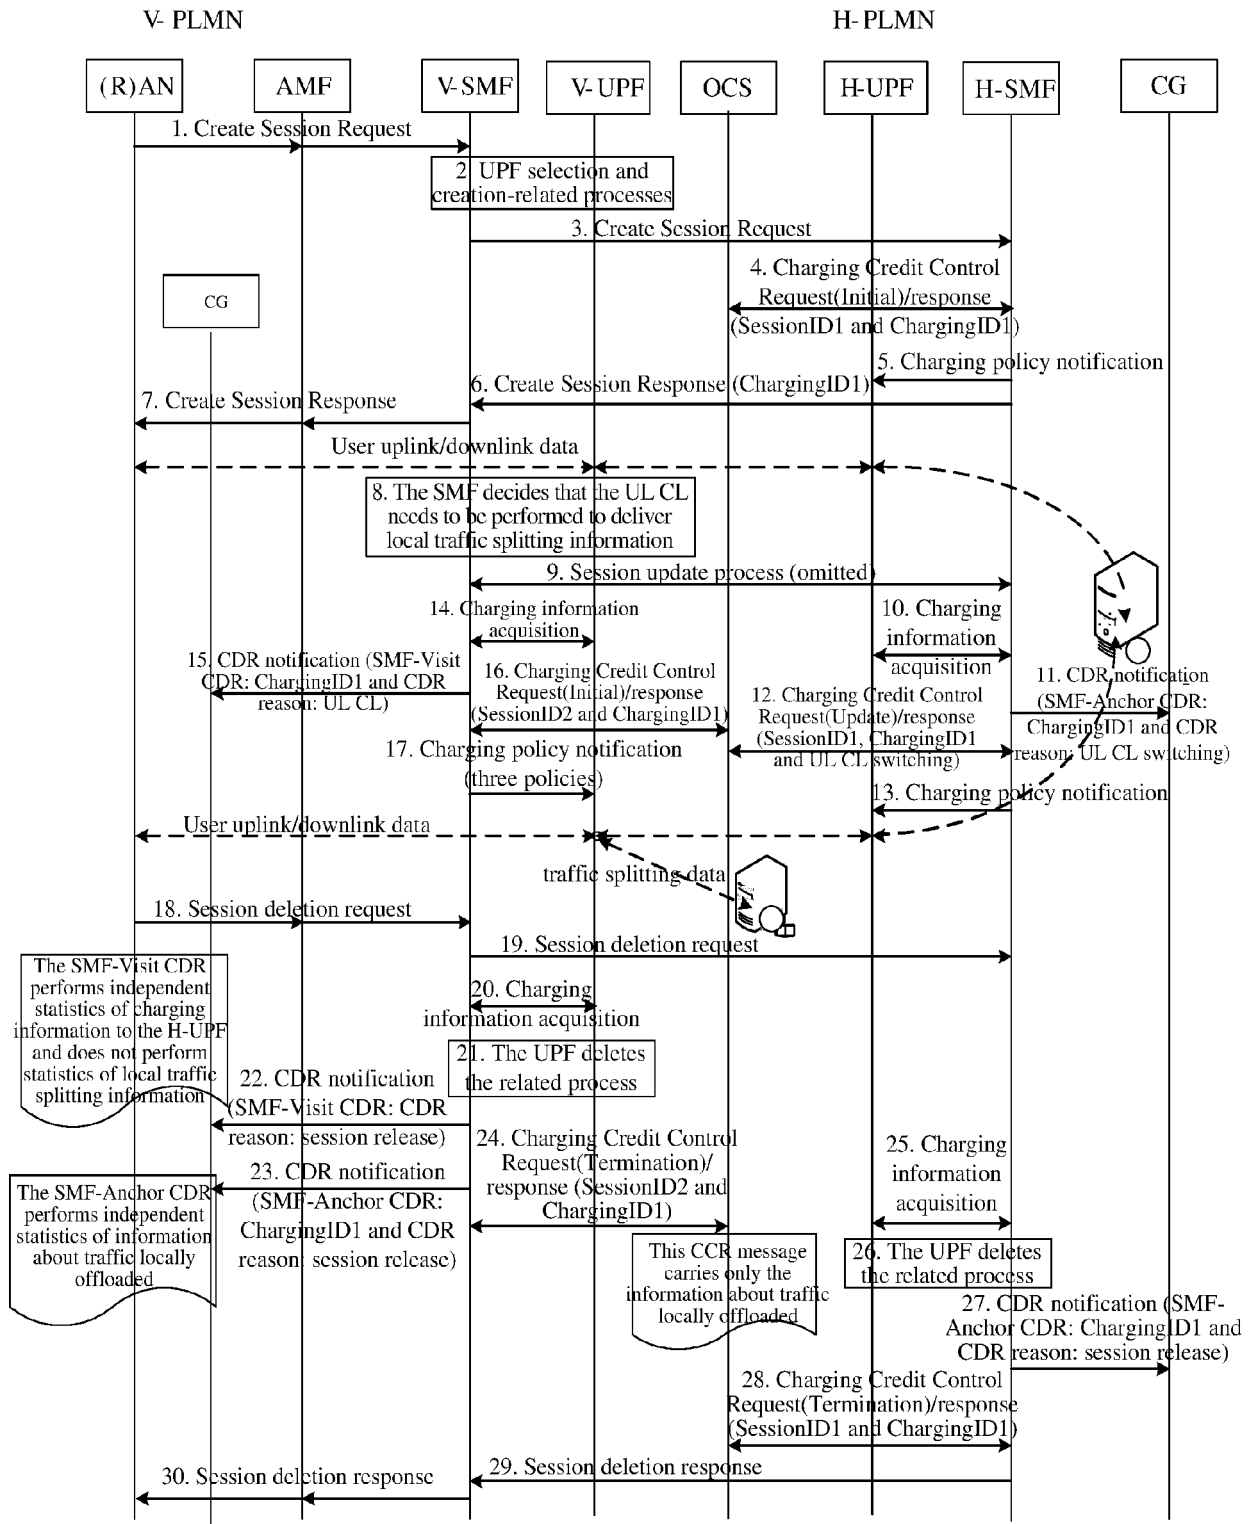 V- PLMN
H-PLMN
(R)AN
AMF
V-SMF
V-UPF
OCS
H-UPF
H-SMF
CG
1. Create Session Request
2. UPF selection and
creation-related processes
3. Create Session Request
CG
4. Charging Credit Control
Request(Initial)/response
(SessionID1 and ChargingID1)
5. Charging policy notification
6. Create Session Response (ChargingID1)
7. Create Session Response
User uplink/downlink data
8. The SMF decides that the UL CL
needs to be performed to deliver
local traffic splitting information
9. Session update process (omitted)
14. Charging information
acquisition
10. Charging
information
acquisition
15. CDR notification (SMF-Visit
CDR: ChargingID1 and CDR
reason: UL CL)
16. Charging Credit Control
Request(Initial)/response
(SessionID2 and ChargingID1)
11. CDR notification
(SMF-Anchor CDR:
ChargingID1 and CDR
reason: UL CL switching)
12. Charging Credit Control
Request(Update)/response
(SessionID1, ChargingID1
and UL CL switching)
17. Charging policy notification
(three policies)
13. Charging policy notification
User uplink/downlink data
traffic splitting data
18. Session deletion request
19. Session deletion request
The SMF-Visit CDR
performs independent
statistics of charging
information to the H-UPF
and does not perform
statistics of local traffic
splitting information
20. Charging
information acquisition
21. The UPF deletes
the related process
22. CDR notification
(SMF-Visit CDR: CDR
reason: session release)
24. Charging Credit Control
Request(Termination)/
response (SessionID2 and
ChargingID1)
25. Charging
information
acquisition
23. CDR notification
(SMF-Anchor CDR:
ChargingID1 and CDR
reason: session release)
The SMF-Anchor CDR
performs independent
statistics of information
about traffic locally
offloaded
This CCR message
carries only the
information about traffic
locally offloaded
26. The UPF deletes
the related process
27. CDR notification (SMF-
Anchor CDR: ChargingID1 and
CDR reason: session release)
28. Charging Credit Control
Request(Termination)/response
(SessionID1 and ChargingID1)
29. Session deletion response
30. Session deletion response